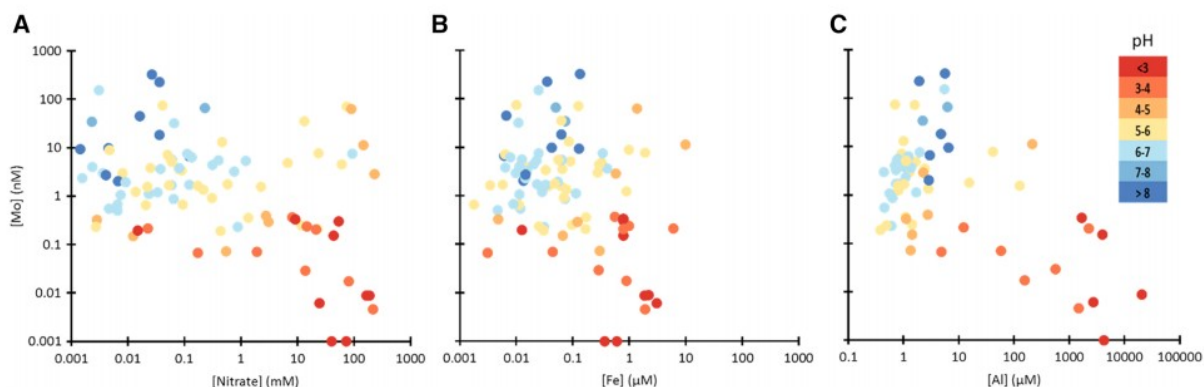 A
B
C
1000
100
10
1
0.1
0.01
0.001
[Mo] (nM)
0.001 0.01 0.1 1 10 100 1000
[Nitrate] (mM)
0.001 0.01 0.1 1 10 100 1000
[Fe] (µM)
0.1 1 10 100 1000 10000 100000
[Al] (µM)
pH
<3
3-4
4-5
5-6
6-7
7-8
> 8